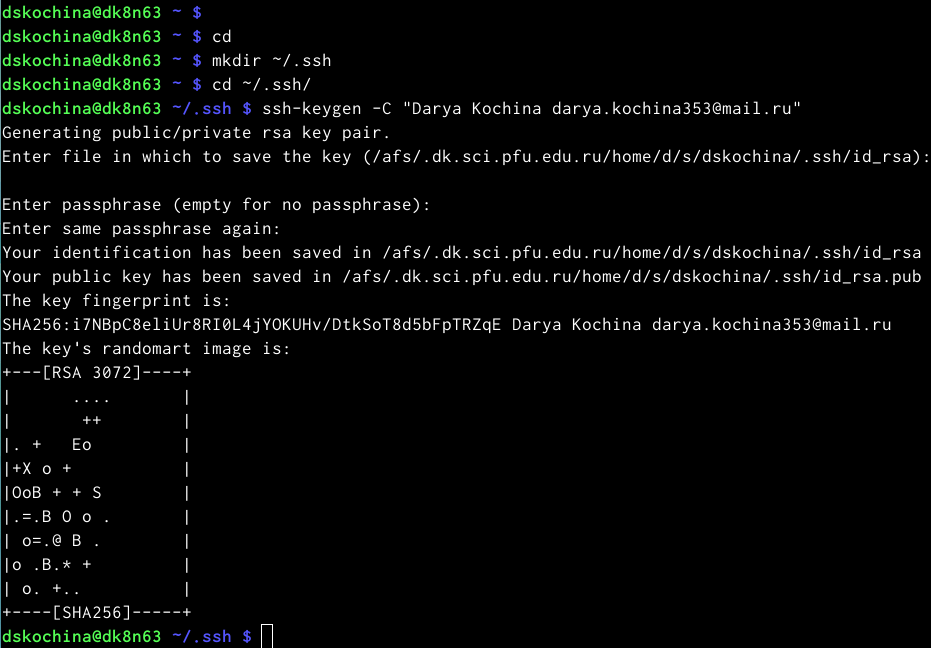 dskochina@dk8n63 ~ $
dskochina@dk8n63 ~ $ cd
dskochina@dk8n63 ~ $ mkdir ~/.ssh
dskochina@dk8n63 ~ $ cd ~/.ssh/
dskochina@dk8n63 ~/.ssh $ ssh-keygen -C "Darya Kochina darya.kochina353@mail.ru"
Generating public/private rsa key pair.
Enter file in which to save the key (/afs/.dk.sci.pfu.edu.ru/home/d/s/dskochina/.ssh/id_rsa):
Enter passphrase (empty for no passphrase):
Enter same passphrase again:
Your identification has been saved in /afs/.dk.sci.pfu.edu.ru/home/d/s/dskochina/.ssh/id_rsa
Your public key has been saved in /afs/.dk.sci.pfu.edu.ru/home/d/s/dskochina/.ssh/id_rsa.pub
The key fingerprint is:
SHA256:i7NBpC8eliUr8RI0L4jYOKUHv/DtkSoT8d5bFpTRZqE Darya Kochina darya.kochina353@mail.ru
The key's randomart image is:
+---[RSA 3072]----+
|      ....       |
|       ++        |
|. +   Eo         |
|+X o +           |
|OoB + + S        |
|.=.B O o .       |
| o=.@ B .        |
|o .B.* +         |
| o. +..          |
+----[SHA256]-----+
dskochina@dk8n63 ~/.ssh $